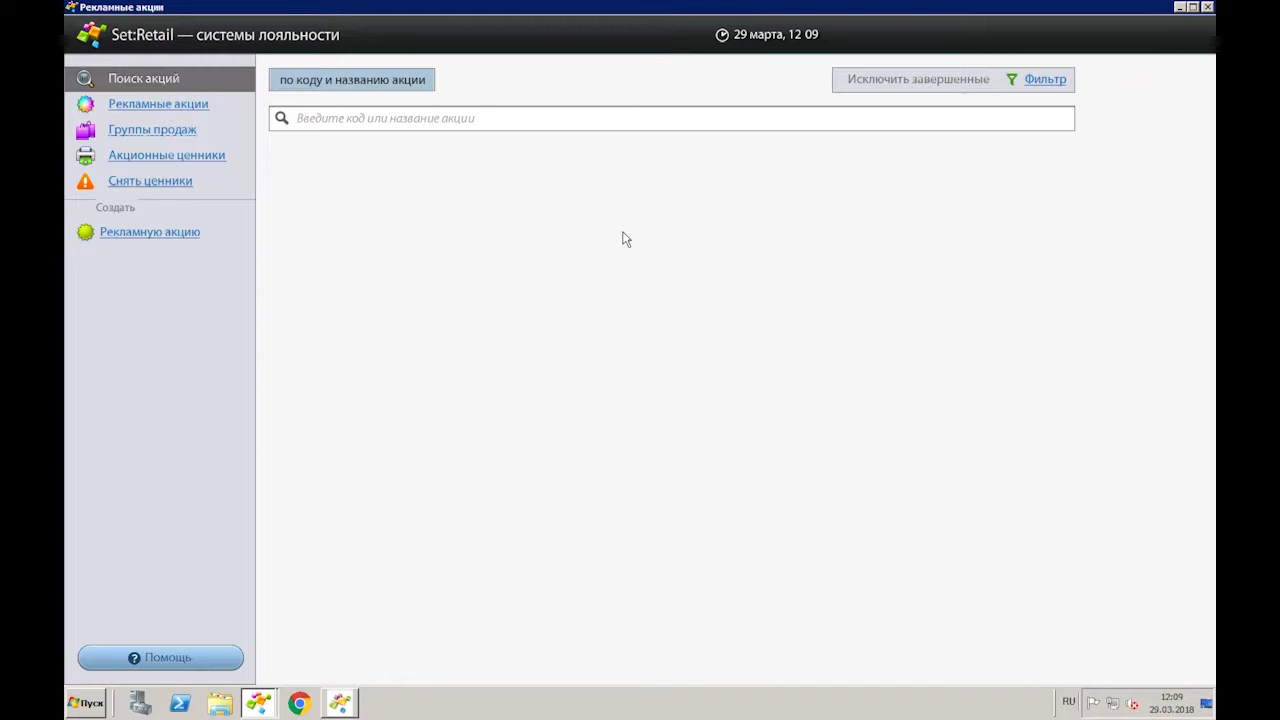 Рекламные акции
Set:Retail — системы лояльности
29 марта, 12 09
Поиск акций
Рекламные акции
Группы продаж
Акционные ценники
Снять ценники
Создать
Рекламную акцию
по коду и названию акции
Исключить завершенные
Фильтр
Введите код или название акции
Помощь
Пуск
RU
12:09
29.03.2018